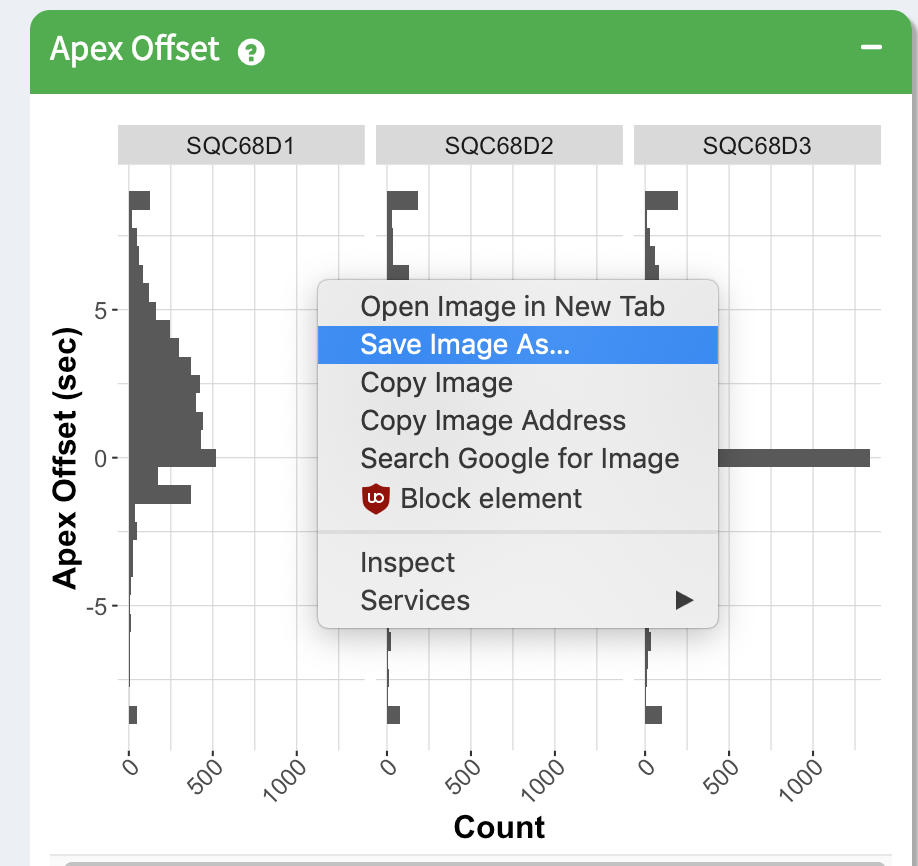 Apex Offset ?
SQC68D1 SQC68D2 SQC68D3
Open Image in New Tab
5
Save Image As...
Copy Image
Copy Image Address
0
Search Google for Image
uo Block element
Inspect
-5
Services
Apex Offset (sec)
0 500 1000 0 500 1000 0 500 1000
Count